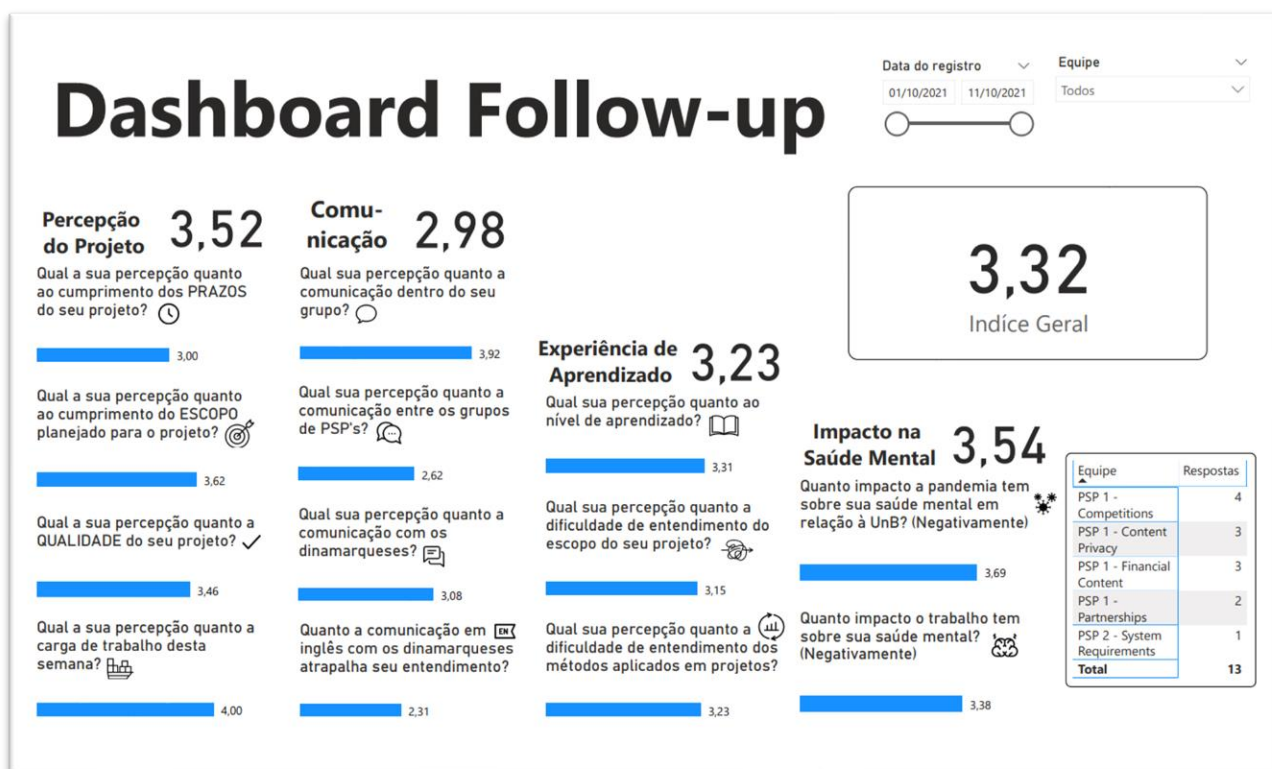 Dashboard Follow-up
Data do registro
01/10/2021 11/10/2021
Equipe
Todos
Percepção
do Projeto
3,52
Qual a sua percepção quanto
ao cumprimento dos PRAZOS
do seu projeto?
3,00
Qual a sua percepção quanto
ao cumprimento do ESCOPO
planejado para o projeto?
3,62
Qual sua percepção quanto a
QUALIDADE do seu projeto?
3,46
Qual a sua percepção quanto a
carga de trabalho desta
semana?
4,00
Comu-
nicação
2,98
Qual sua percepção quanto a
comunicação dentro do seu
grupo?
3,92
Qual sua percepção quanto a
comunicação entre os grupos
de PSP's?
2,62
Qual sua percepção quanto a
comunicação com os
dinamarqueses?
3,08
Quanto a comunicação em EN
inglês com os dinamarqueses
atrapalha seu entendimento?
2,31
Experiência de
Aprendizado
3,23
Qual sua percepção quanto ao
nível de aprendizado?
3,31
Qual sua percepção quanto a
dificuldade de entendimento do
escopo do seu projeto?
3,15
Qual sua percepção quanto a
dificuldade de entendimento dos
métodos aplicados em projetos?
3,23
Impacto na
Saúde Mental
3,54
Quanto impacto a pandemia tem
sobre sua saúde mental em
relação à UnB? (Negativamente)
3,69
Quanto impacto o trabalho tem
sobre sua saúde mental?
(Negativamente)
3,38
3,32
Indíce Geral
Equipe Respostas
PSP 1 - 4
Competitions
PSP 1 - Content 3
Privacy
PSP 1 - Financial 3
Content
PSP 1 - 2
Partnerships
PSP 2 - System 1
Requirements
Total 13